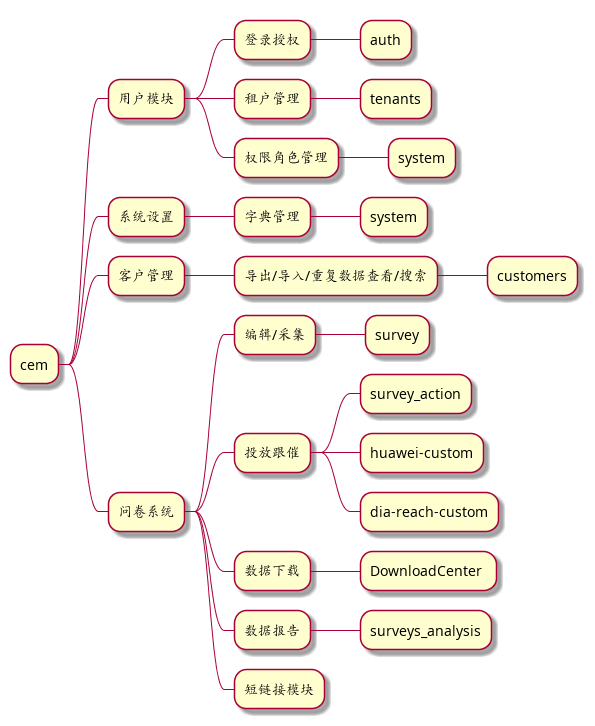 cem
用户模块
登录授权
auth
租户管理
tenants
权限角色管理
system
系统设置
字典管理
system
客户管理
导出/导入/重复数据查看/搜索
customers
问卷系统
编辑/采集
survey
投放跟催
survey_action
huawei-custom
dia-reach-custom
数据下载
DownloadCenter
数据报告
surveys_analysis
短链接模块